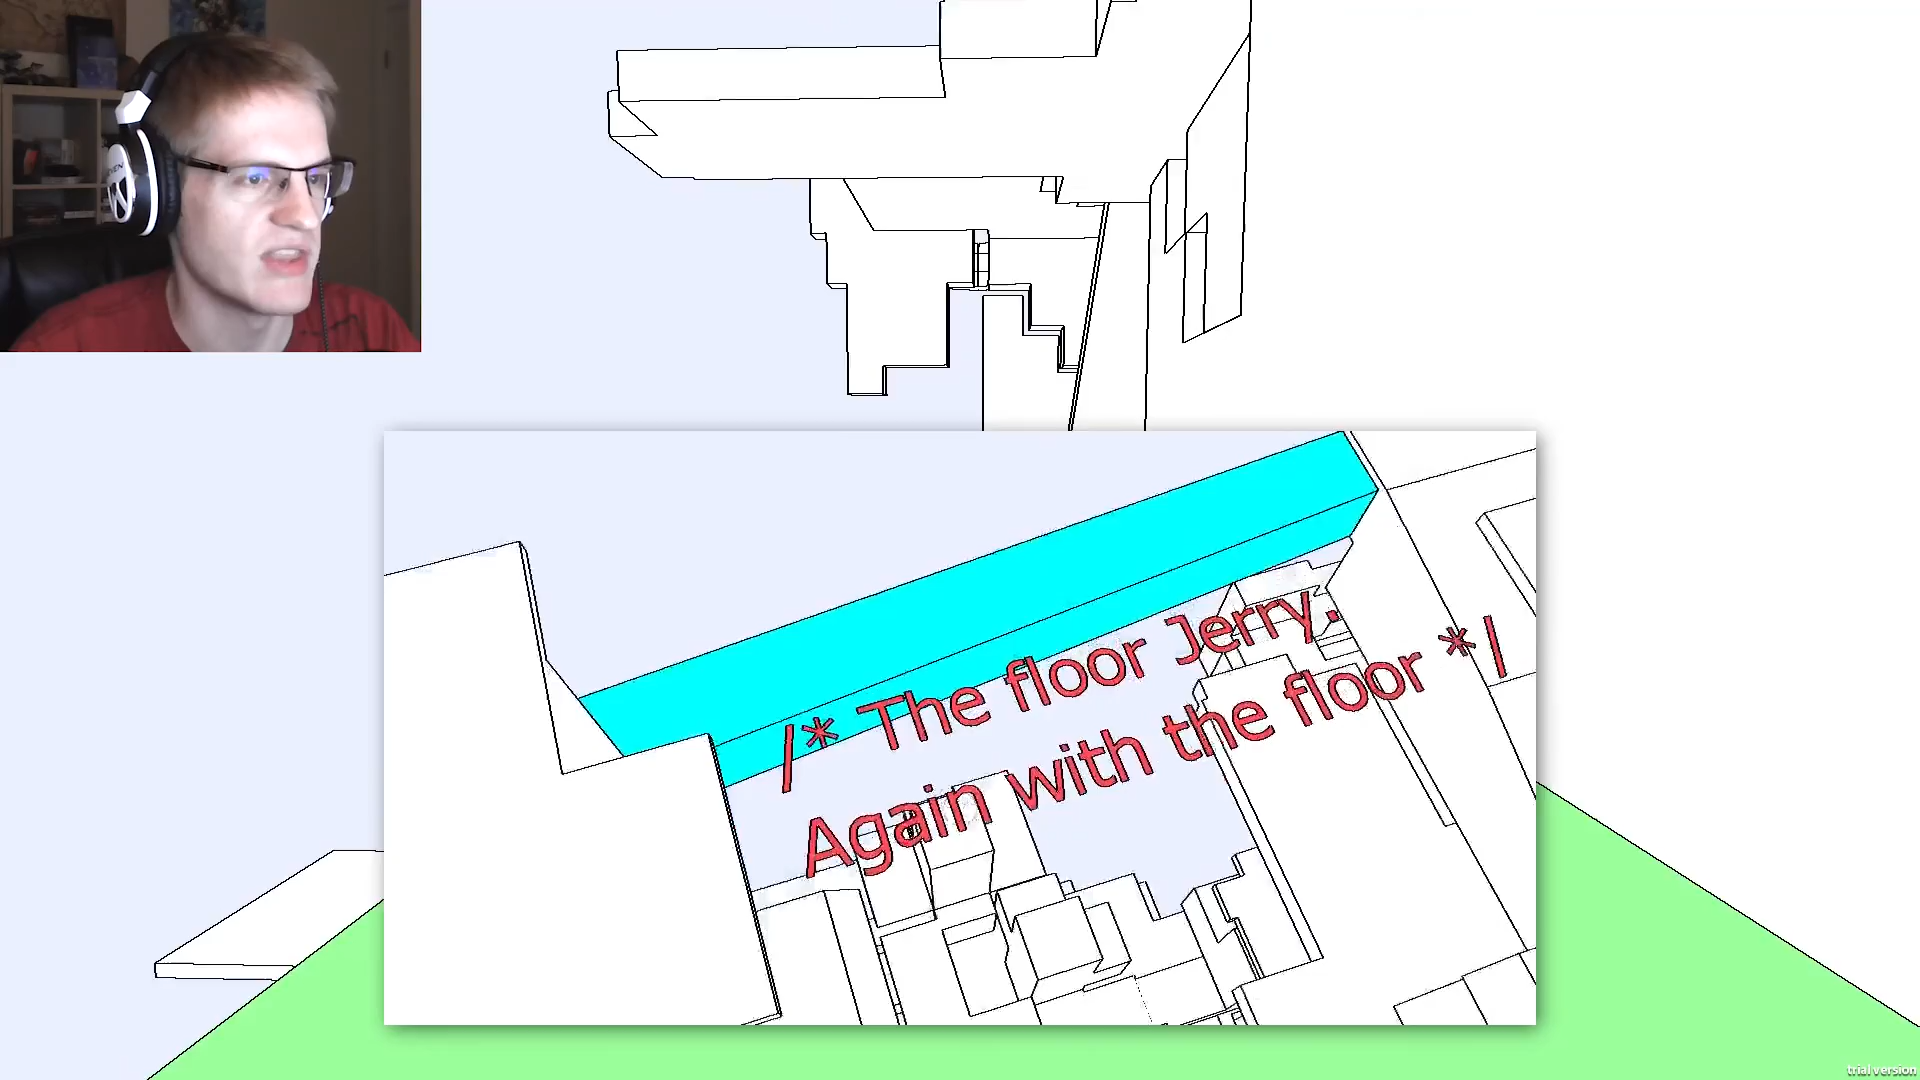 /* The floor Jerry.
Again with the floor */
trial version